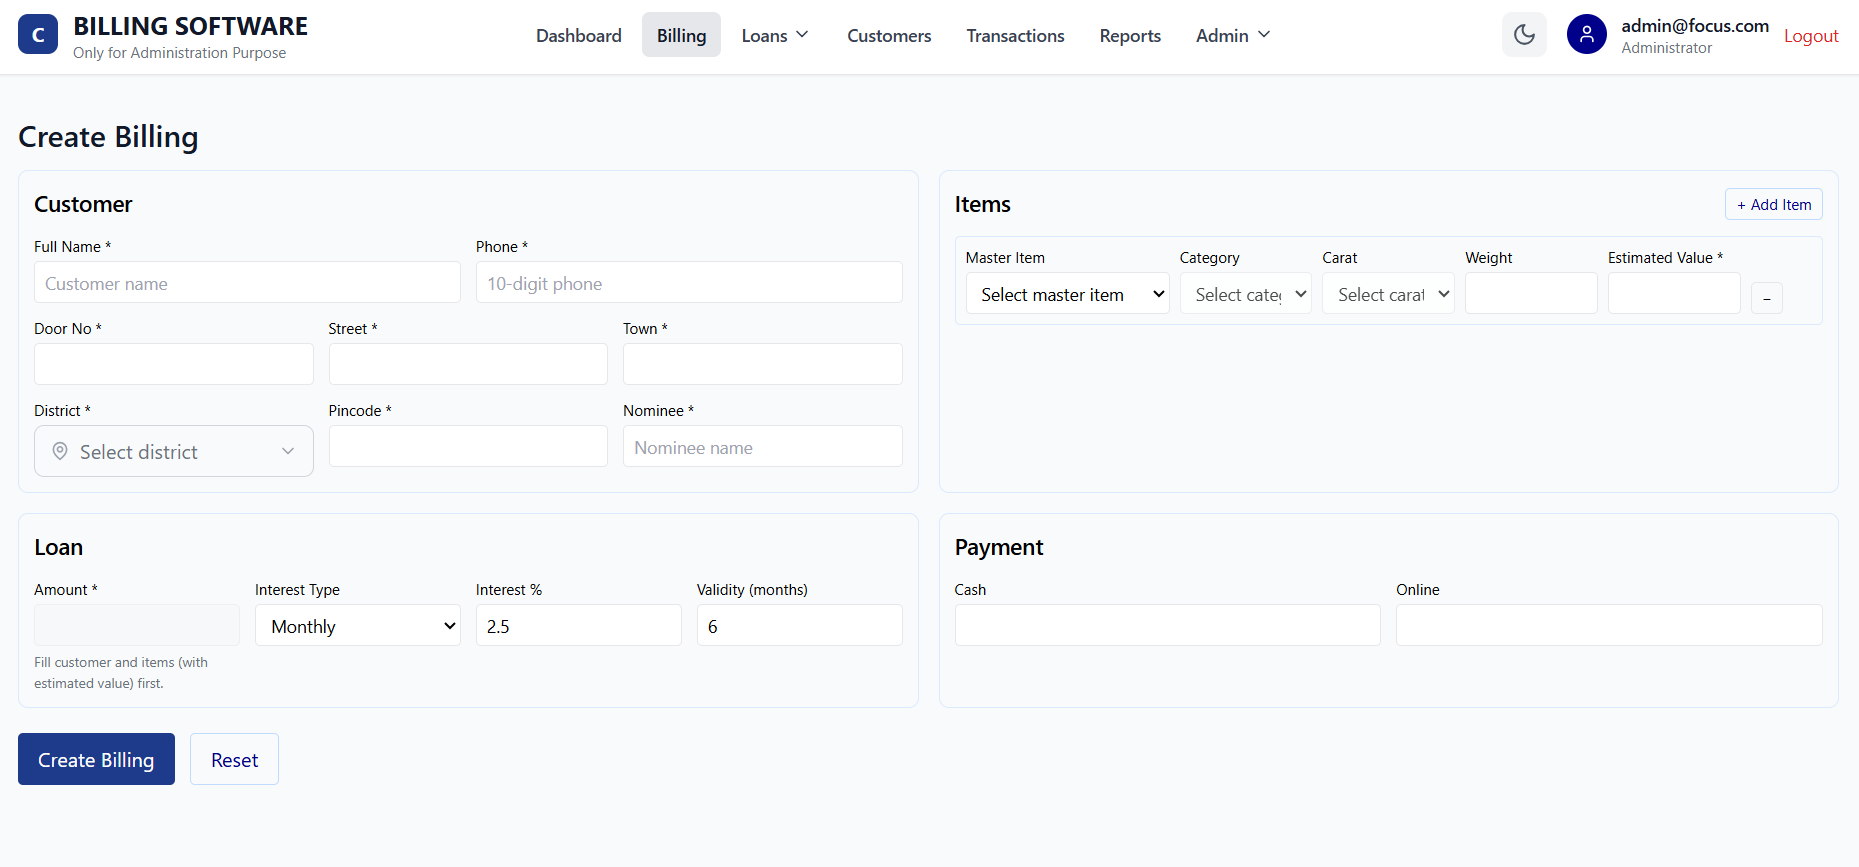 C
BILLING SOFTWARE
Only for Administration Purpose
Dashboard
Billing
Loans
Customers
Transactions
Reports
Admin
admin@focus.com
Administrator
Logout
Create Billing
Customer
Full Name *
Phone *
Customer name
10-digit phone
Door No *
Street *
Town *
District *
Pincode *
Nominee *
Select district
Nominee name
Items
+ Add Item
Master Item
Category
Carat
Weight
Estimated Value *
Select master item
Select cate
Select carat
–
Loan
Amount *
Interest Type
Interest %
Validity (months)
Monthly
2.5
6
Fill customer and items (with
estimated value) first.
Payment
Cash
Online
Create Billing
Reset